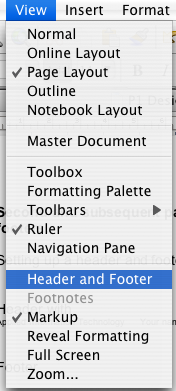 View Insert Format
Normal
Online Layout
Page Layout
Outline
Notebook Layout
Master Document
Toolbox
Formatting Palette
Toolbars
Ruler
Navigation Pane
Header and Footer
Footnotes
Markup
Reveal Formatting
Full Screen
Zoom...